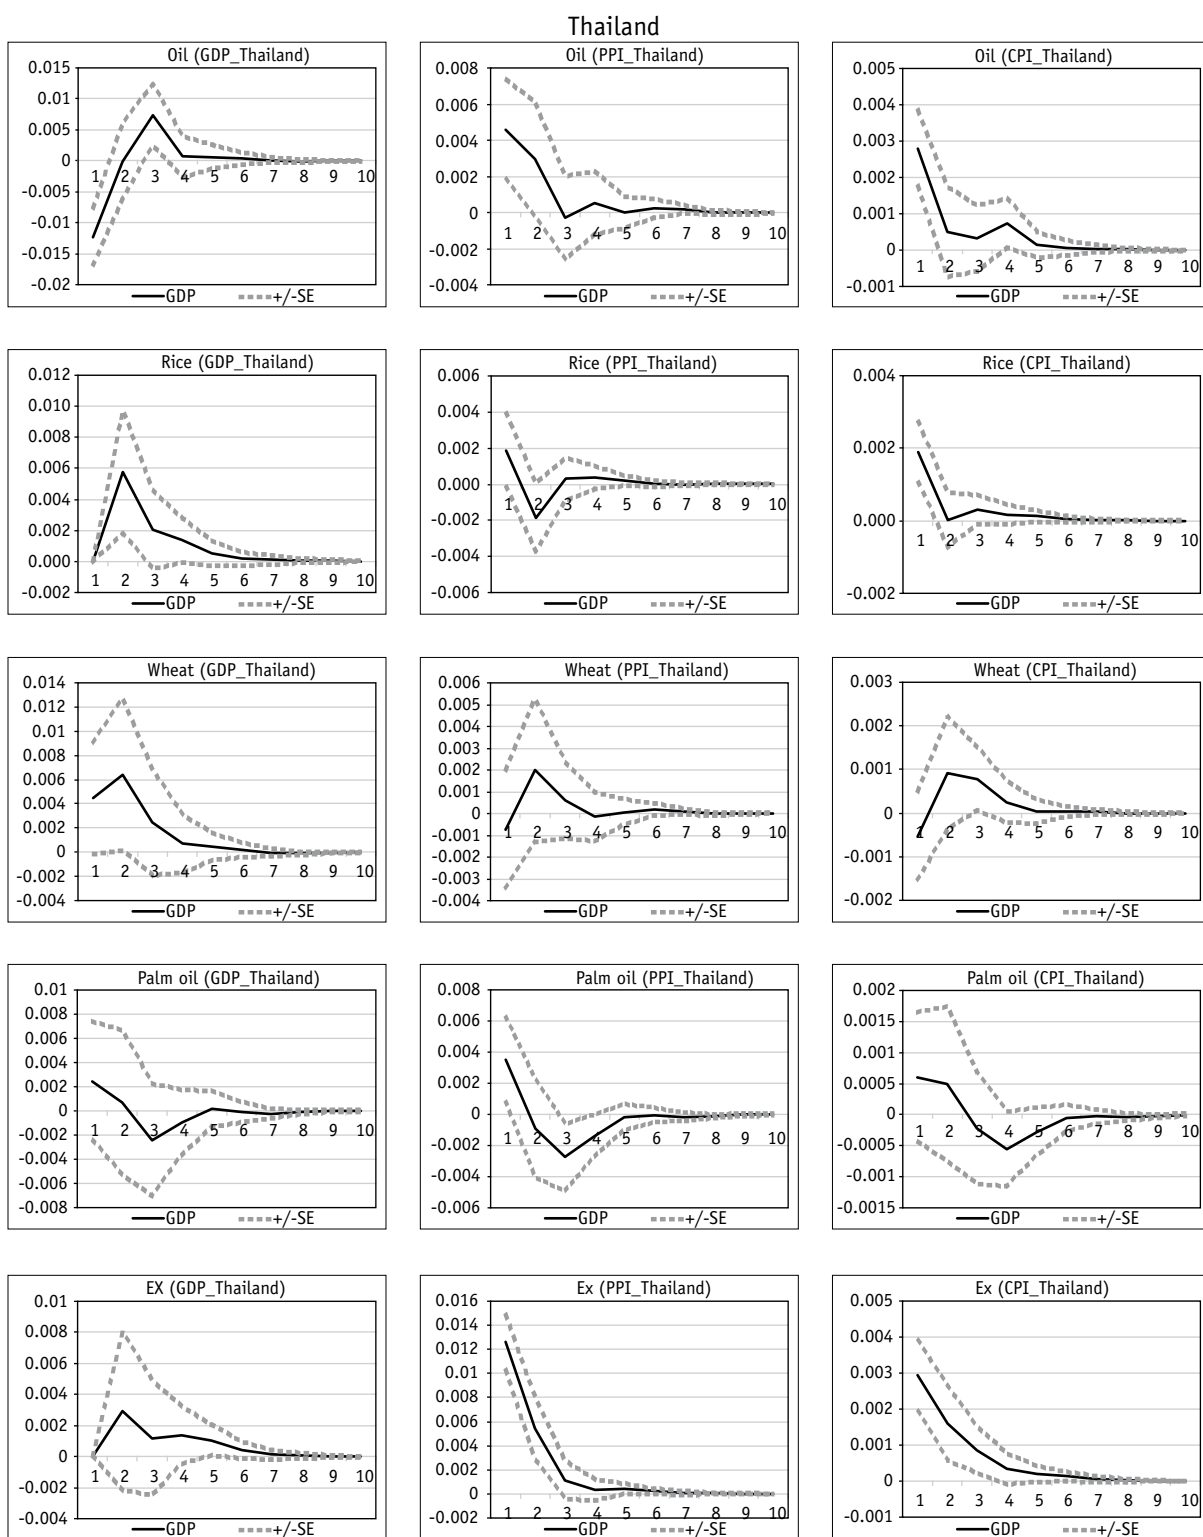 Thailand
Oil (GDP_Thailand)
0.015
0.01
0.005
0
-0.005
-0.01
-0.015
-0.02
1 2 3 4 5 6 7 8 9 10
GDP +/-SE
Oil (PPI_Thailand)
0.008
0.006
0.004
0.002
0
-0.002
-0.004
1 2 3 4 5 6 7 8 9 10
GDP +/-SE
Oil (CPI_Thailand)
0.005
0.004
0.003
0.002
0.001
0
-0.001
1 2 3 4 5 6 7 8 9 10
GDP +/-SE
Rice (GDP_Thailand)
0.012
0.010
0.008
0.006
0.004
0.002
0.000
-0.002
1 2 3 4 5 6 7 8 9 10
GDP +/-SE
Rice (PPI_Thailand)
0.006
0.004
0.002
0.000
-0.002
-0.004
-0.006
1 2 3 4 5 6 7 8 9 10
GDP +/-SE
Rice (CPI_Thailand)
0.004
0.002
0.000
-0.002
1 2 3 4 5 6 7 8 9 10
GDP +/-SE
Wheat (GDP_Thailand)
0.014
0.012
0.01
0.008
0.006
0.004
0.002
0
-0.002
-0.004
1 2 3 4 5 6 7 8 9 10
GDP +/-SE
Wheat (PPI_Thailand)
0.006
0.005
0.004
0.003
0.002
0.001
0
-0.001
-0.002
-0.003
-0.004
1 2 3 4 5 6 7 8 9 10
GDP +/-SE
Wheat (CPI_Thailand)
0.003
0.002
0.001
0
-0.001
-0.002
1 2 3 4 5 6 7 8 9 10
GDP +/-SE
Palm oil (GDP_Thailand)
0.01
0.008
0.006
0.004
0.002
0
-0.002
-0.004
-0.006
-0.008
1 2 3 4 5 6 7 8 9 10
GDP +/-SE
Palm oil (PPI_Thailand)
0.008
0.006
0.004
0.002
0
-0.002
-0.004
-0.006
1 2 3 4 5 6 7 8 9 10
GDP +/-SE
Palm oil (CPI_Thailand)
0.002
0.0015
0.001
0.0005
0
-0.0005
-0.001
-0.0015
1 2 3 4 5 6 7 8 9 10
GDP +/-SE
EX (GDP_Thailand)
0.01
0.008
0.006
0.004
0.002
0
-0.002
-0.004
1 2 3 4 5 6 7 8 9 10
GDP +/-SE
Ex (PPI_Thailand)
0.016
0.014
0.012
0.01
0.008
0.006
0.004
0.002
0
-0.002
1 2 3 4 5 6 7 8 9 10
GDP +/-SE
Ex (CPI_Thailand)
0.005
0.004
0.003
0.002
0.001
0
-0.001
1 2 3 4 5 6 7 8 9 10
GDP +/-SE